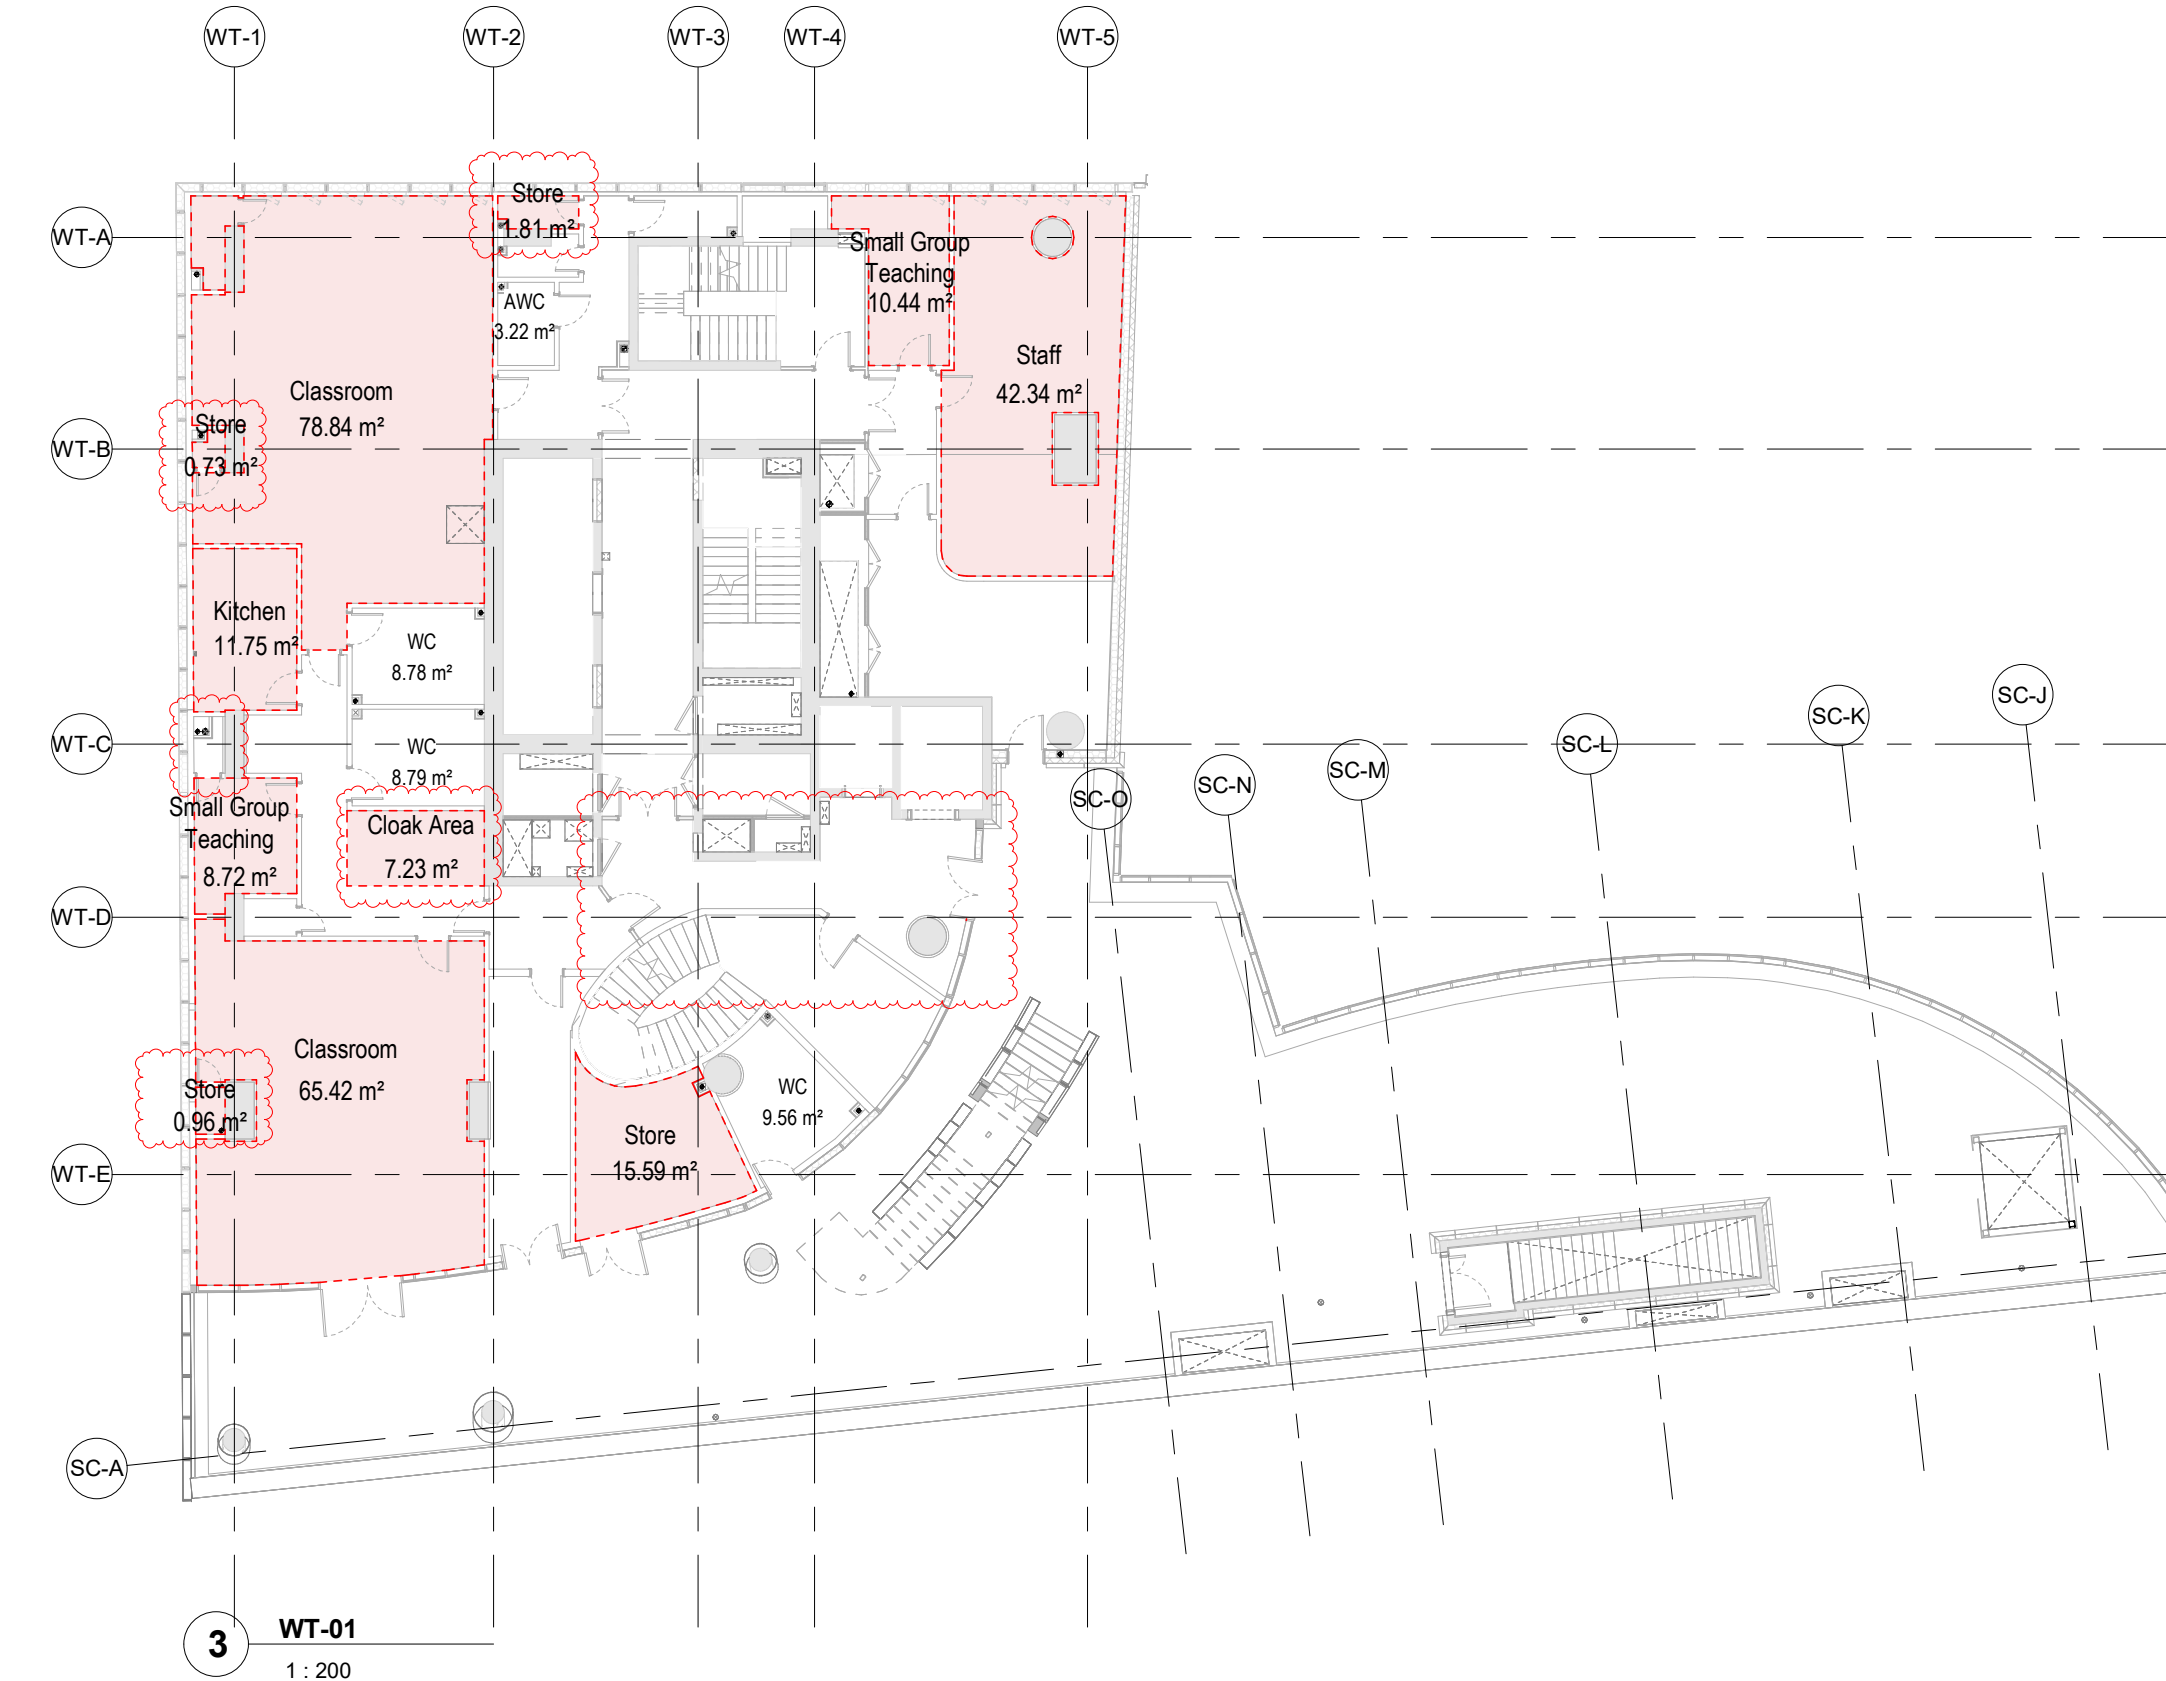 WT-1
WT-2
WT-3
WT-4
WT-5
WT-A
WT-B
WT-C
WT-D
WT-E
SC-A
SC-O
SC-N
SC-M
SC-L
SC-K
SC-J
Store
1.81 m²
Small Group
Teaching
10.44 m²
AWC
3.22 m²
Staff
42.34 m²
Classroom
78.84 m²
Store
0.73 m²
Kitchen
11.75 m²
WC
8.78 m²
WC
8.79 m²
Small Group
Teaching
8.72 m²
Cloak Area
7.23 m²
Classroom
65.42 m²
Store
0.96 m²
WC
9.56 m²
Store
15.59 m²
3
WT-01
1 : 200